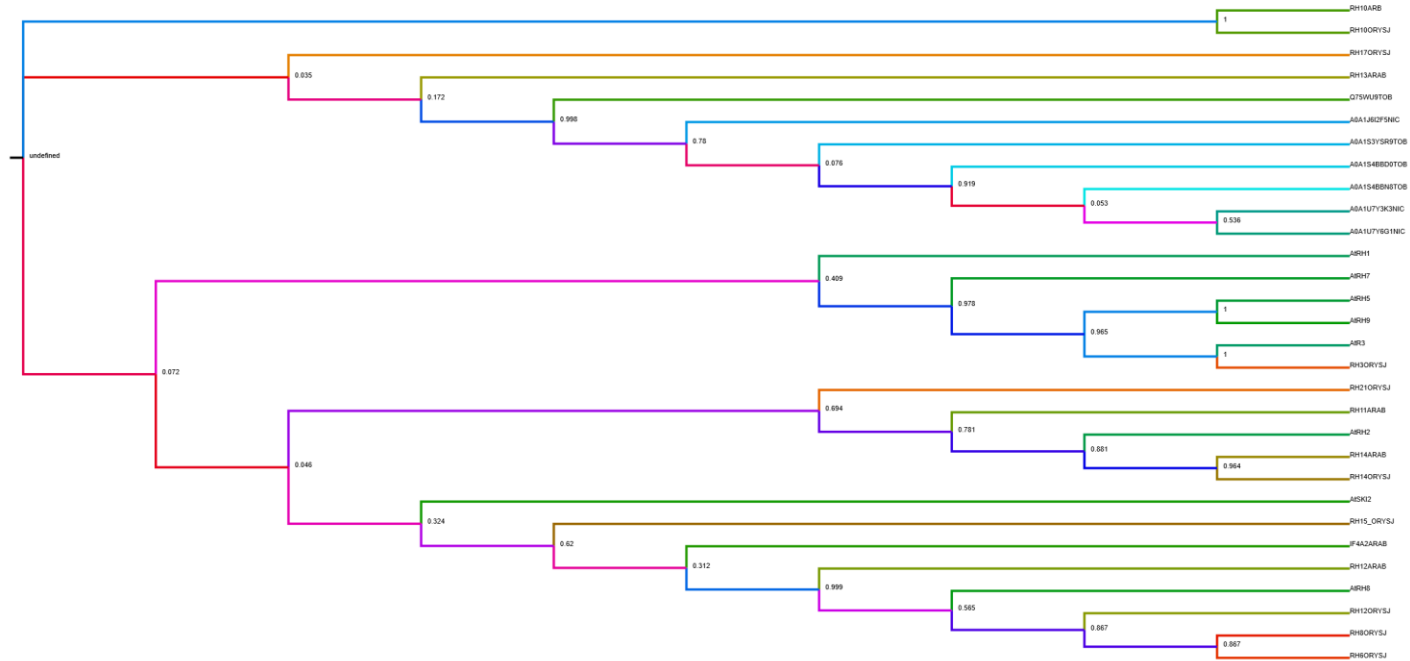 RH10ARB
1
RH10ORYSJ
RH17ORYSJ
0.035
RH13ARAB
0.172
Q75WU9TOB
0.998
A0A1J6I2F5NIC
0.78
A0A1S3YSR9TOB
undefined
0.076
A0A1S4BBD0TOB
0.919
A0A1S4BBN8TOB
0.053
A0A1U7Y3K3NIC
0.536
A0A1U7Y6G1NIC
AtRH1
0.409
AtRH7
0.978
AtRH5
1
AtRH9
0.965
AtR3
1
RH3ORYSJ
0.072
RH21ORYSJ
0.694
RH11ARAB
0.781
AtRH2
0.881
RH14ARAB
0.046
0.964
RH14ORYSJ
AtSKI2
0.324
RH15_ORYSJ
0.62
IF4A2ARAB
0.312
RH12ARAB
0.999
AtRH8
0.565
RH12ORYSJ
0.867
RH8ORYSJ
0.867
RH6ORYSJ